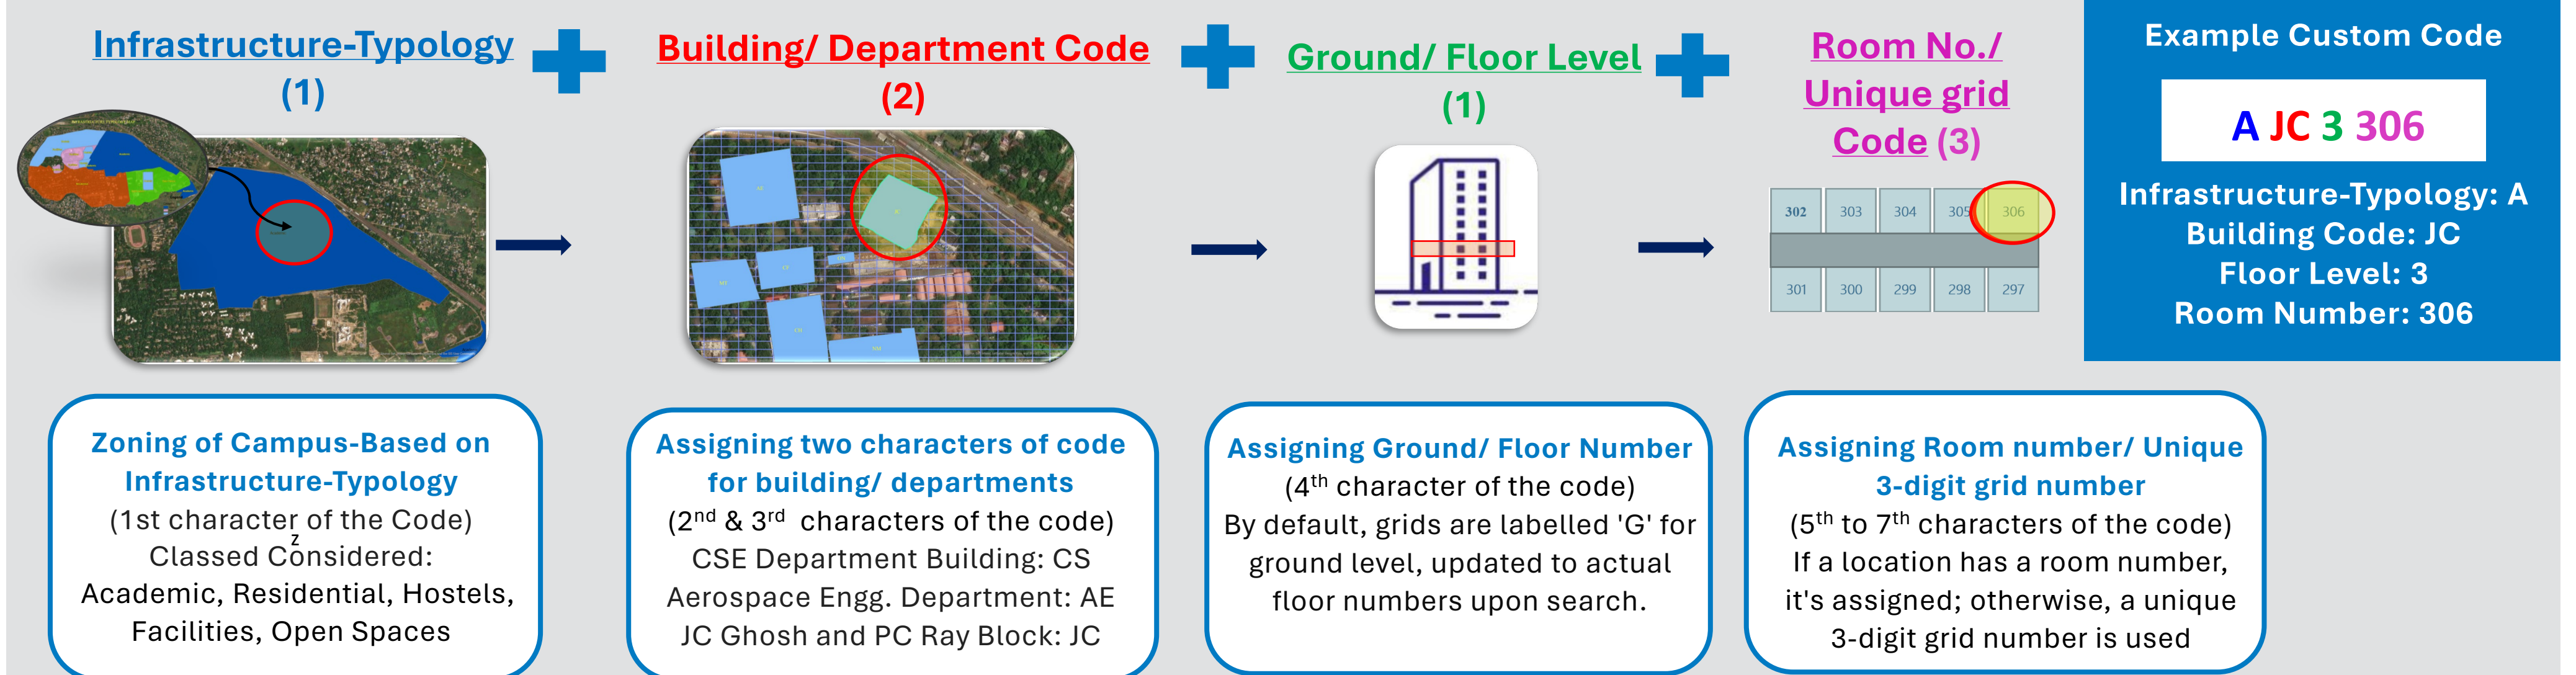 Infrastructure-Typology
(1)
Building/ Department Code
(2)
Ground/ Floor Level
(1)
Room No./
Unique grid
Code (3)
Example Custom Code
A JC 3 306
Infrastructure-Typology: A
Building Code: JC
Floor Level: 3
Room Number: 306
302 303 304 305 306
301 300 299 298 297
Zoning of Campus-Based on
Infrastructure-Typology
(1st character of the Code)
z
Classed Considered:
Academic, Residential, Hostels,
Facilities, Open Spaces
Assigning two characters of code
for building/ departments
(2nd & 3rd characters of the code)
CSE Department Building: CS
Aerospace Engg. Department: AE
JC Ghosh and PC Ray Block: JC
Assigning Ground/ Floor Number
(4th character of the code)
By default, grids are labelled 'G' for
ground level, updated to actual
floor numbers upon search.
Assigning Room number/ Unique
3-digit grid number
(5th to 7th characters of the code)
If a location has a room number,
it's assigned; otherwise, a unique
3-digit grid number is used